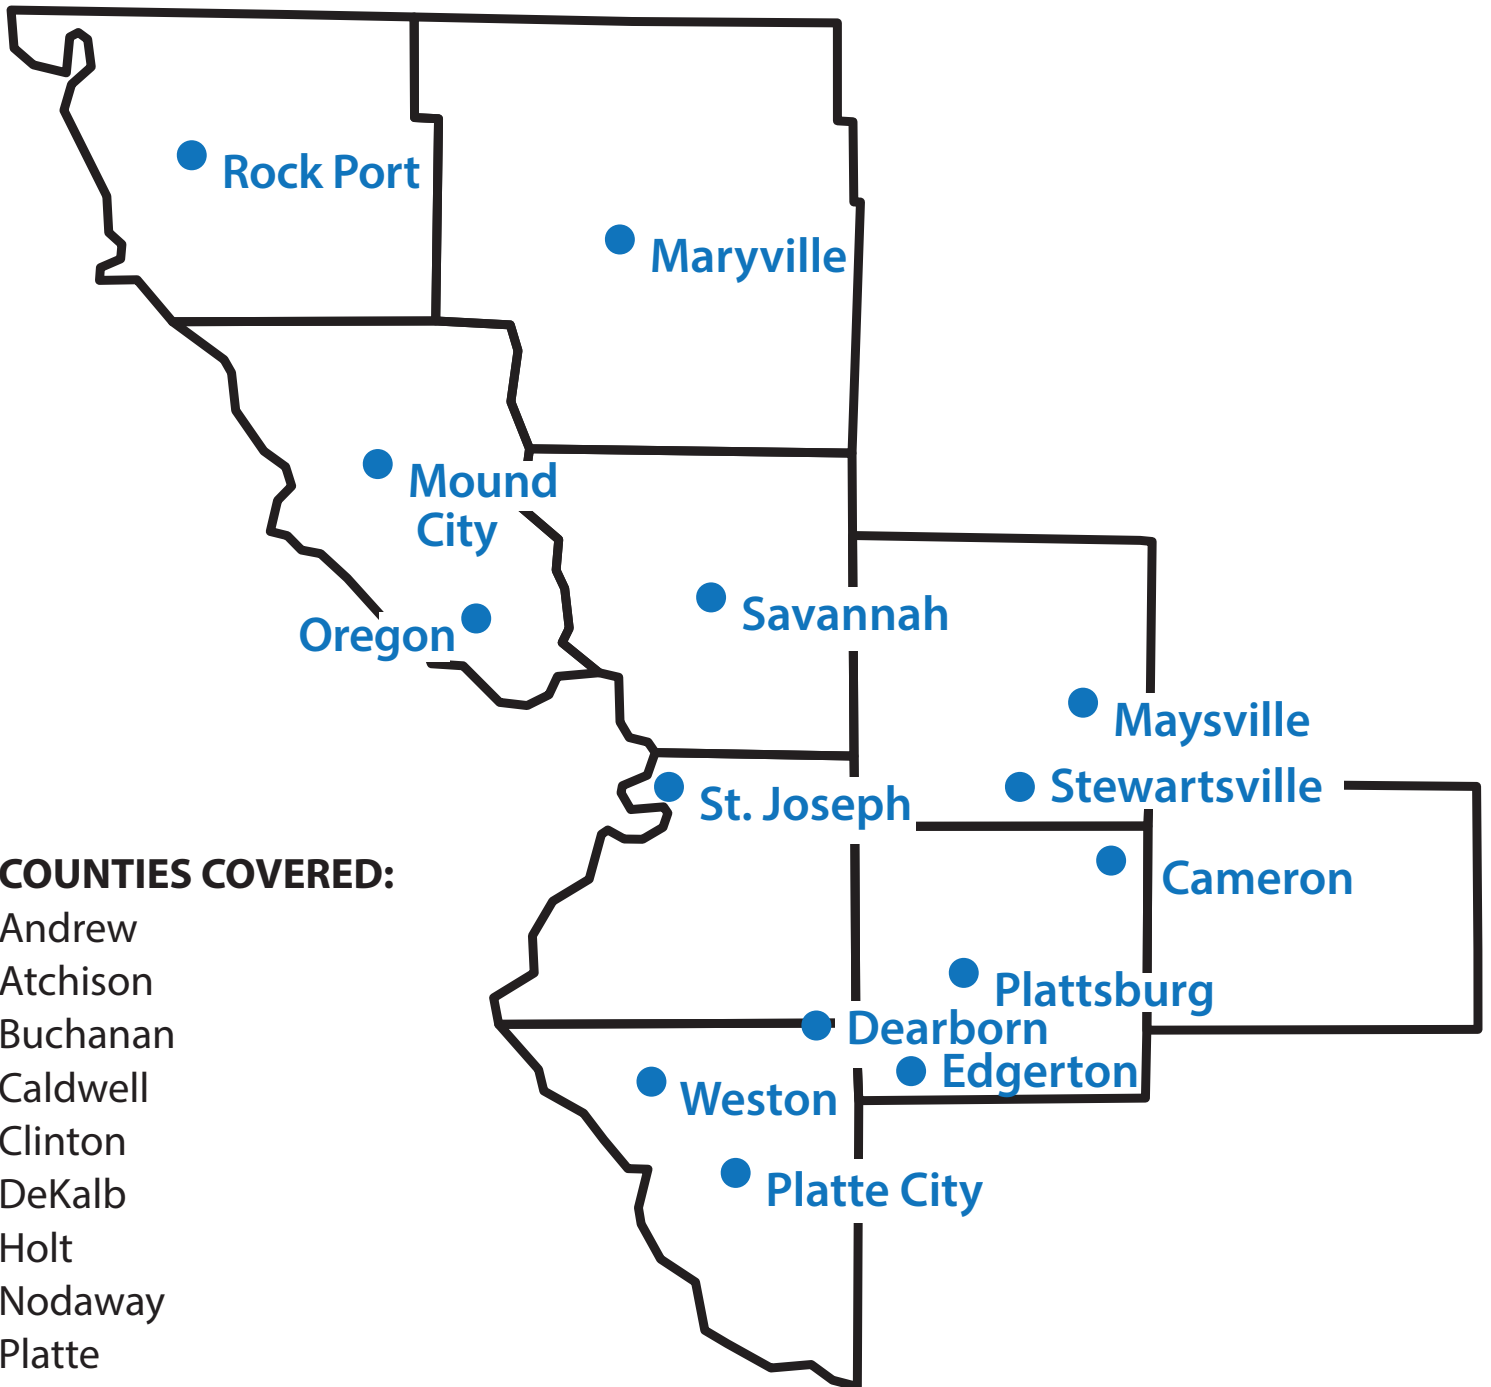 Rock Port
Maryville
Mound
City
Oregon
Savannah
Maysville
Stewartsville
St. Joseph
Cameron
Plattsburg
Dearborn
Edgerton
Weston
Platte City
COUNTIES COVERED:
Andrew
Atchison
Buchanan
Caldwell
Clinton
DeKalb
Holt
Nodaway
Platte